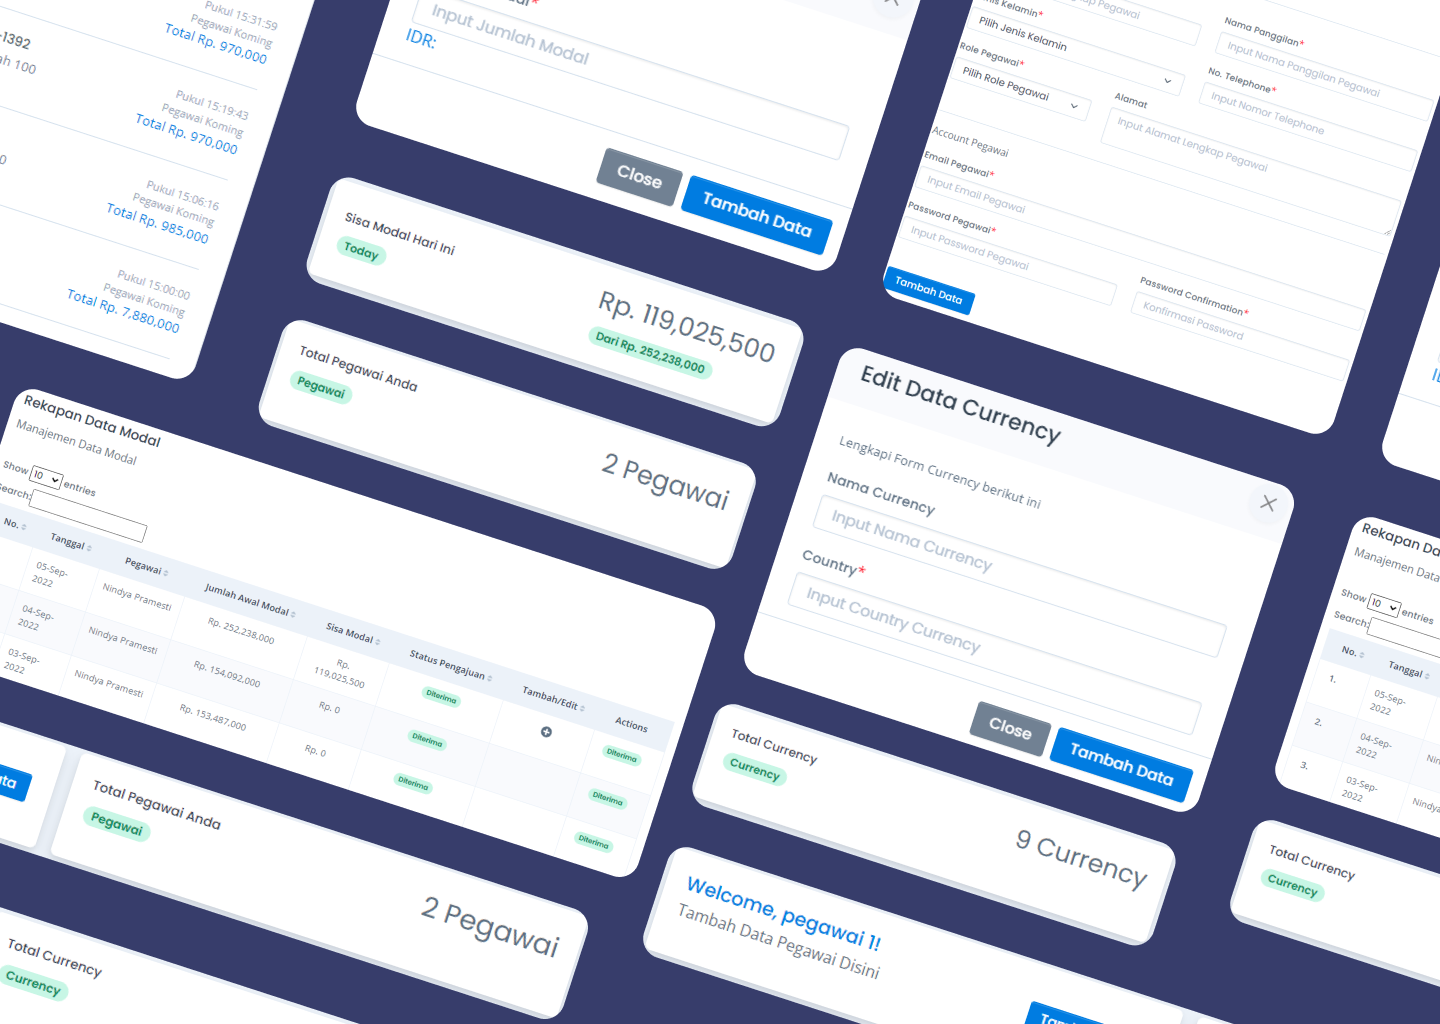 Pukul 15:31:59
Pegawai Koming
Total Rp. 970,000
-1392
ah 100
Pukul 15:19:43
Pegawai Koming
Total Rp. 970,000
0
Pukul 15:06:16
Pegawai Koming
Total Rp. 985,000
Pukul 15:00:00
Pegawai Koming
Total Rp. 7,880,000
Input Jumlah Modal
IDR:
Close
Tambah Data
Sisa Modal Hari Ini
Today
Rp. 119,025,500
Dari Rp. 252,238,000
Total Pegawai Anda
Pegawai
2 Pegawai
Jenis Kelamin*
Pilih Jenis Kelamin
Nama Panggilan*
Input Nama Panggilan Pegawai
Role Pegawai*
Pilih Role Pegawai
No. Telephone*
Input Nomor Telephone
Alamat
Input Alamat Lengkap Pegawai
Account Pegawai
Email Pegawai*
Input Email Pegawai
Password Pegawai*
Input Password Pegawai
Password Confirmation*
Konfirmasi Password
Tambah Data
Edit Data Currency
Lengkapi Form Currency berikut ini
Nama Currency
Input Nama Currency
Country*
Input Country Currency
Close
Tambah Data
Rekapan Data Modal
Manajemen Data Modal
Show 10 entries
Search:
No. Tanggal Pegawai Jumlah Awal Modal Sisa Modal Status Pengajuan Tambah/Edit Actions
05-Sep-2022 Nindya Pramesti Rp. 252,238,000 Rp. 119,025,500 Diterima Diterima
04-Sep-2022 Nindya Pramesti Rp. 154,092,000 Rp. 0 Diterima Diterima
03-Sep-2022 Nindya Pramesti Rp. 153,487,000 Rp. 0 Diterima Diterima
Total Pegawai Anda
Pegawai
2 Pegawai
Total Currency
Currency
Total Currency
Currency
9 Currency
Welcome, pegawai 1!
Tambah Data Pegawai Disini
Rekapan Da
Manajemen Data
Show 10 entries
Search:
No. Tanggal
1. 05-Sep-2022
2. 04-Sep-2022 Nin
3. 03-Sep-2022 Nindya
Total Currency
Currency